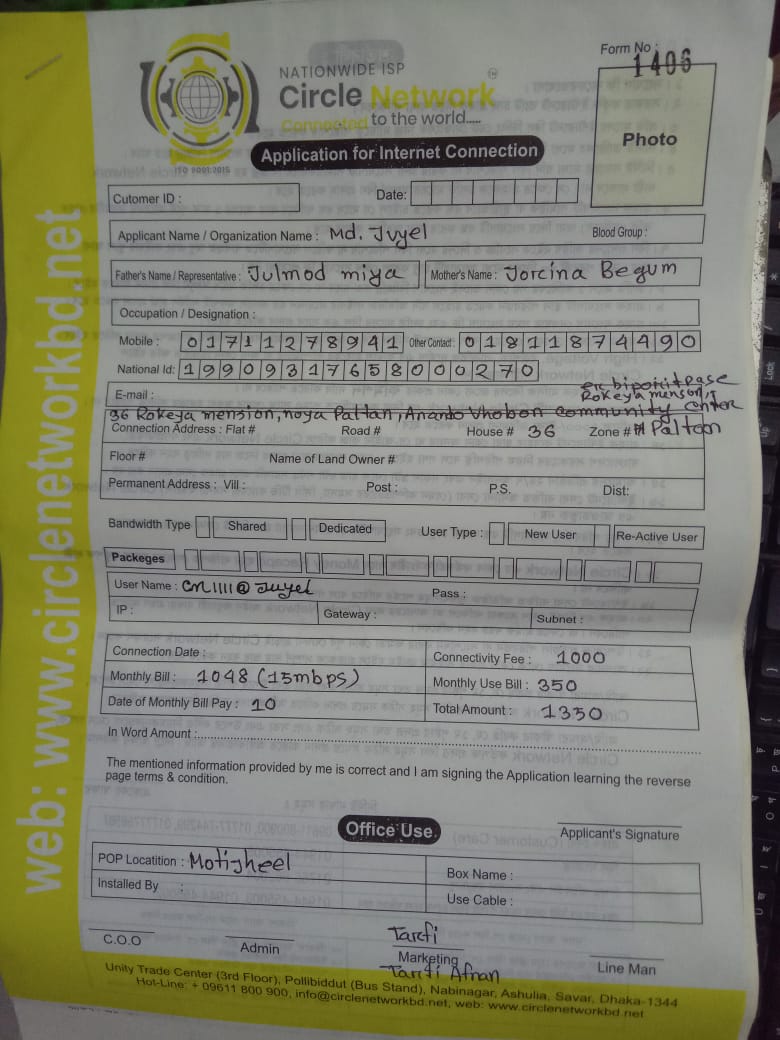 Form No :
1406
NATIONWIDE ISP
Circle Network
Connected to the world.....
ISO 9001:2015
Photo
Application for Internet Connection
Cutomer ID :
Date:
Applicant Name / Organization Name : Md. Juyel
Blood Group :
Father's Name / Representative : Julmod miya
Mother's Name : Jorcina Begum
Occupation / Designation :
Mobile : 01711278941 Other Contact : 01811874490
National Id: 19909317658000270
E-mail :
Rokeya mension,
36 Rokeya mension, noya Paltan, Anando Vhobon Community center
Connection Address : Flat # Road # House # 36 Zone # Paltan
Floor # Name of Land Owner #
Permanent Address : Vill : Post : P.S. Dist:
Bandwidth Type Shared Dedicated User Type : New User Re-Active User
Packeges
User Name : cn1111@Juyel Pass :
IP : Gateway : Subnet :
Connection Date : Connectivity Fee : 1000
Monthly Bill : 1048 (15mbps) Monthly Use Bill : 350
Date of Monthly Bill Pay : 10 Total Amount : 1350
In Word Amount :
The mentioned information provided by me is correct and I am signing the Application learning the reverse
page terms & condition.
Applicant's Signature
Office Use
POP Locatition : Motijheel
Box Name :
Installed By :
Use Cable :
C.O.O
Admin
Tarfi
Marketing
Tarfi Afnan
Line Man
Unity Trade Center (3rd Floor), Pollibiddut (Bus Stand), Nabinagar, Ashulia, Savar, Dhaka-1344
Hot-Line: + 09611 800 900, info@circlenetworkbd.net, web: www.circlenetworkbd.net
web: www.circlenetworkbd.net